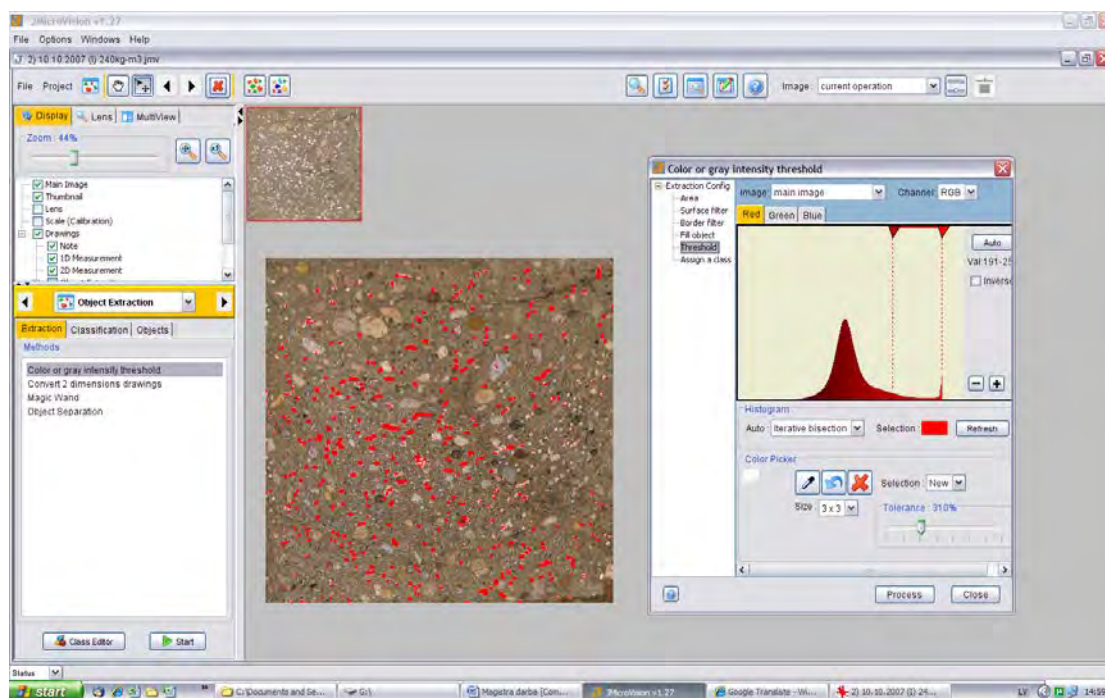 JMicroVision v1.27
File Options Windows Help
2) 10.10.2007 (I) 240kg-m3.jmv
File Project
Image : current operation
Display Lens MultiView
Zoom : 44%
Main Image
Thumbnail
Lens
Scale (Calibration)
Drawings
Note
1D Measurement
2D Measurement
Object Extraction
Extraction Classification Objects
Methods
Color or gray intensity threshold
Convert 2 dimensions drawings
Magic Wand
Object Separation
Class Editor Start
Color or gray intensity threshold
Extraction Config
Area
Surface filter
Border filter
Fill object
Threshold
Assign a class
Image: main image Channel: RGB
Red Green Blue
Auto
Val 191-25
Inverse
Histogram
Auto : Iterative bisection Selection : Refresh
Color Picker
Selection : New
Size : 3 x 3 Tolerance : 310%
Process Close
Status
start C:\Documents and Se... G:\ Magistra darba [Com... JMicroVision v1.27 Google Translate - Wi... 2) 10.10.2007 (I) 24... LV